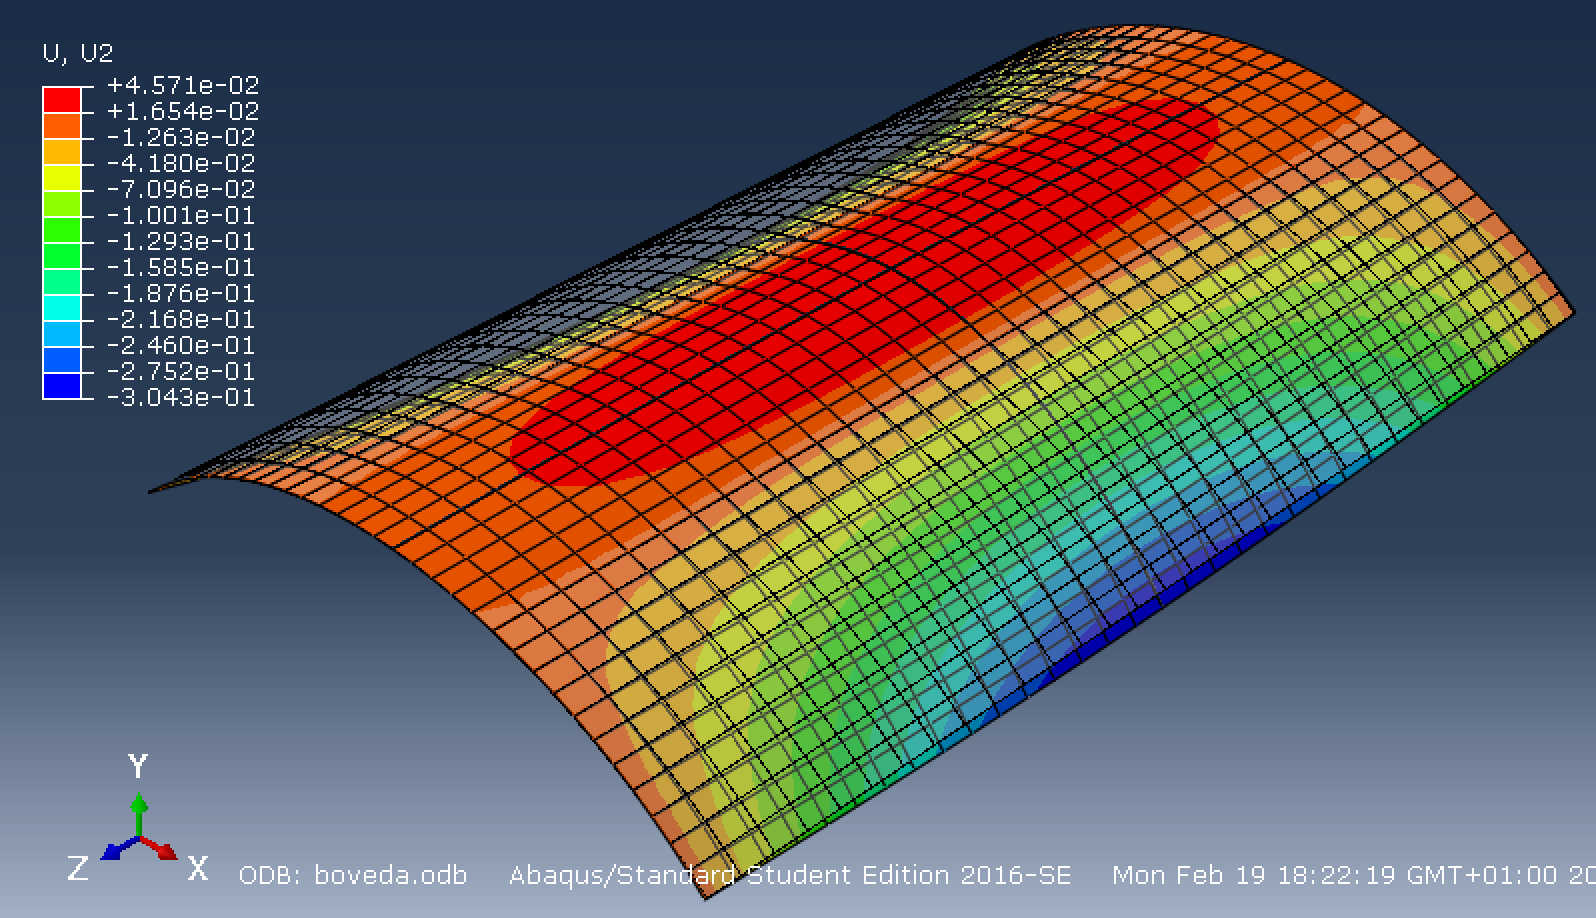 U, U2
+4.571e-02
+1.654e-02
-1.263e-02
-4.180e-02
-7.096e-02
-1.001e-01
-1.293e-01
-1.585e-01
-1.876e-01
-2.168e-01
-2.460e-01
-2.752e-01
-3.043e-01
Y
Z
X
ODB: boveda.odb Abaqus/Standard Student Edition 2016-SE Mon Feb 19 18:22:19 GMT+01:00 20